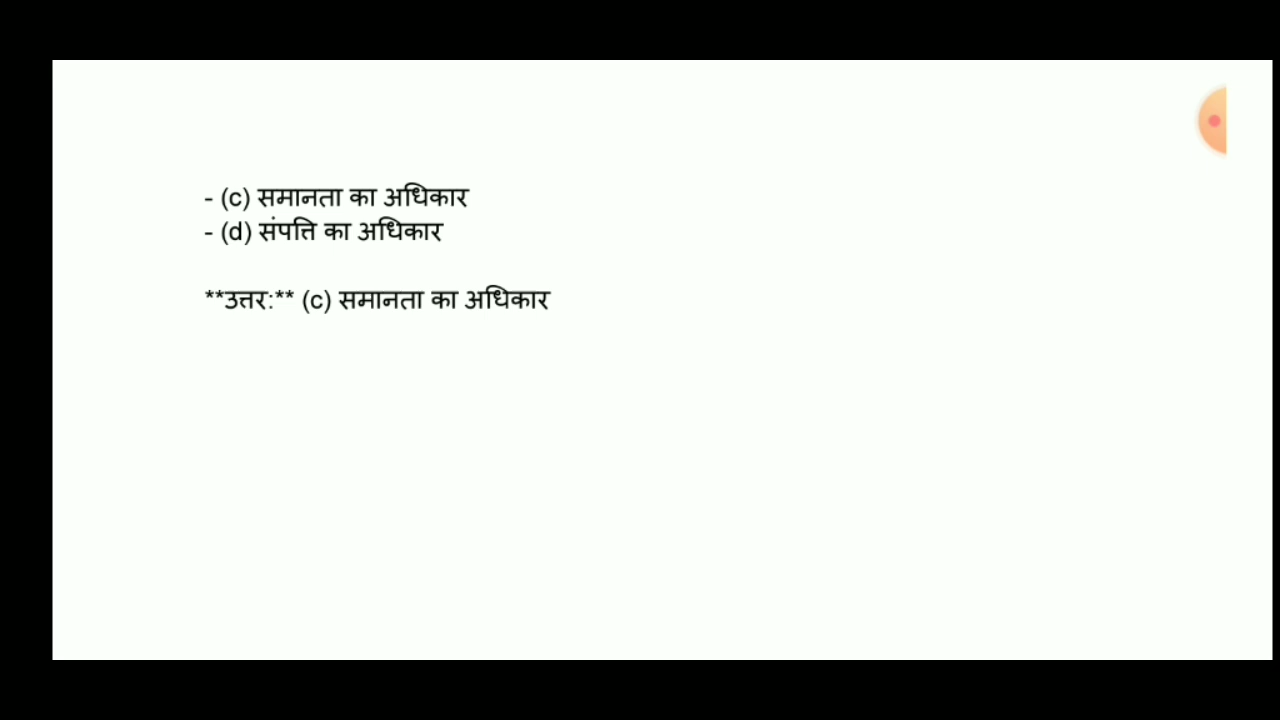 - (c) समानता का अधिकार
- (d) संपत्ति का अधिकार
**उत्तर:** (c) समानता का अधिकार